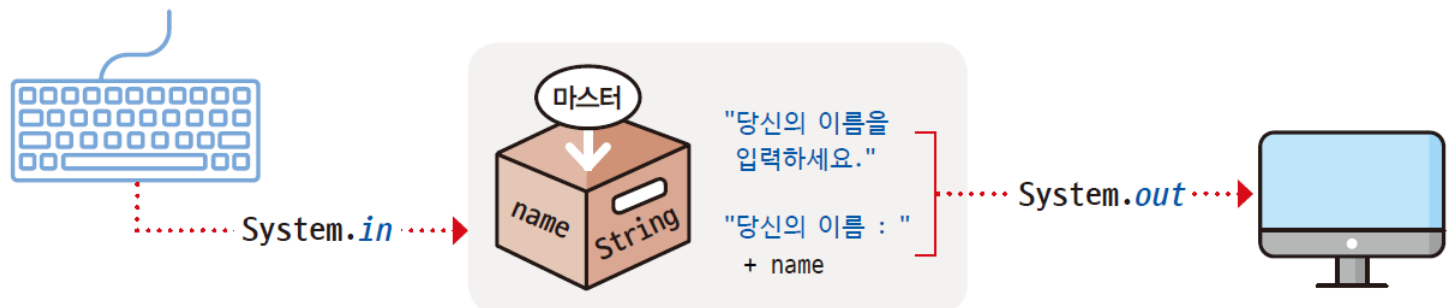 마스터
name
String
"당신의 이름을
입력하세요."
"당신의 이름 : "
+ name
System.in
System.out